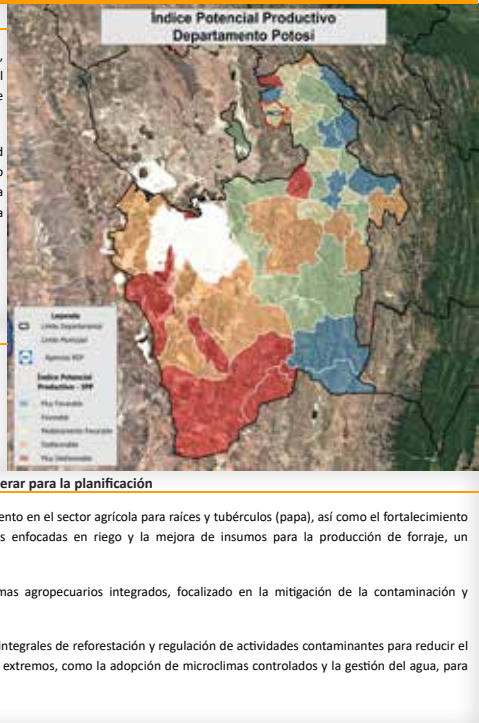 Índice Potencial Productivo
Departamento Potosí
Leyenda
Límite Departamental
Límite Municipal
Índice Potencial
Productivo -
Muy Favorable
Favorable
Medianamente Favorable
Desfavorable
Muy Desfavorable
erar para la planificación
ento en el sector agrícola para raíces y tubérculos (papa), así como el fortalecimiento
s enfocadas en riego y la mejora de insumos para la producción de forraje, un
mas agropecuarios integrados, focalizado en la mitigación de la contaminación y
integrales de reforestación y regulación de actividades contaminantes para reducir el
extremos, como la adopción de microclimas controlados y la gestión del agua, para